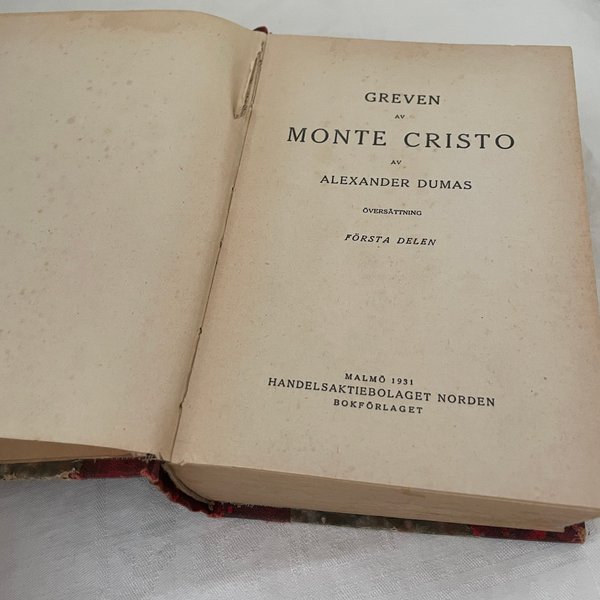 GREVEN
AV
MONTE CRISTO
AV
ALEXANDER DUMAS
ÖVERSÄTTNING
FÖRSTA DELEN
MALMÖ 1931
HANDELSAKTIEBOLAGET NORDEN
BOKFÖRLAGET